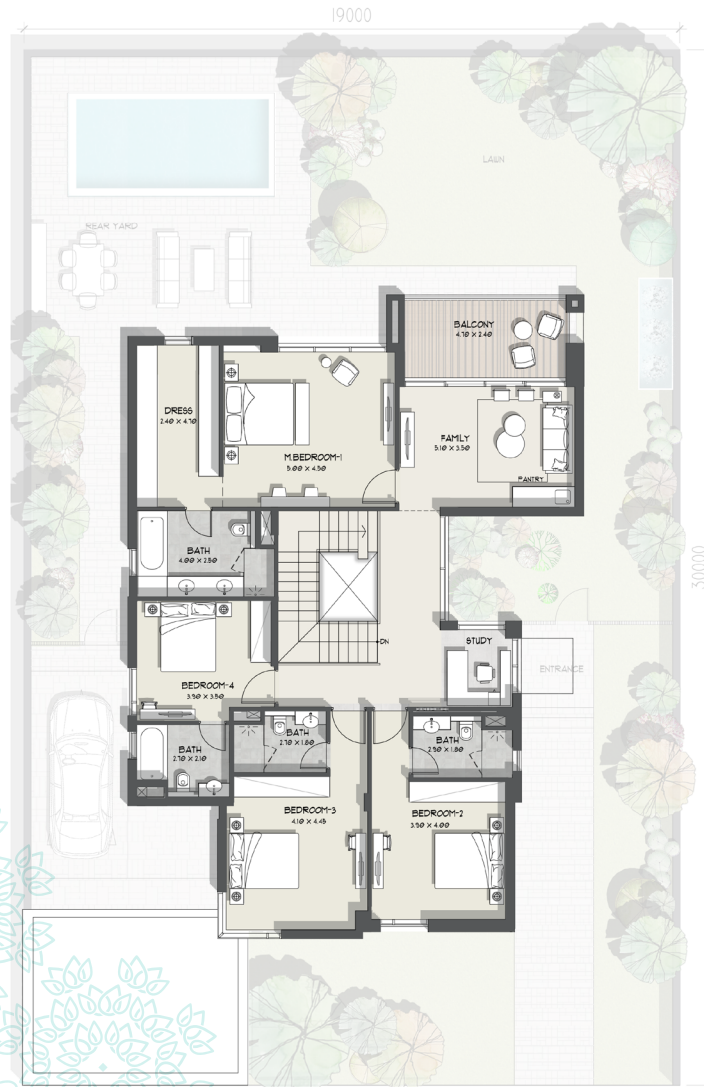 19000
LAWN
REAR YARD
BALCONY
4.70 X 2.40
DRESS
2.40 X 4.70
M.BEDROOM-1
5.00 X 4.50
FAMILY
5.10 X 3.50
PANTRY
BATH
4.00 X 2.50
30000
DN
STUDY
ENTRANCE
BEDROOM-4
3.90 X 3.50
BATH
2.70 X 1.80
BATH
2.90 X 1.80
BATH
2.70 X 2.10
BEDROOM-3
4.10 X 4.45
BEDROOM-2
3.90 X 4.00